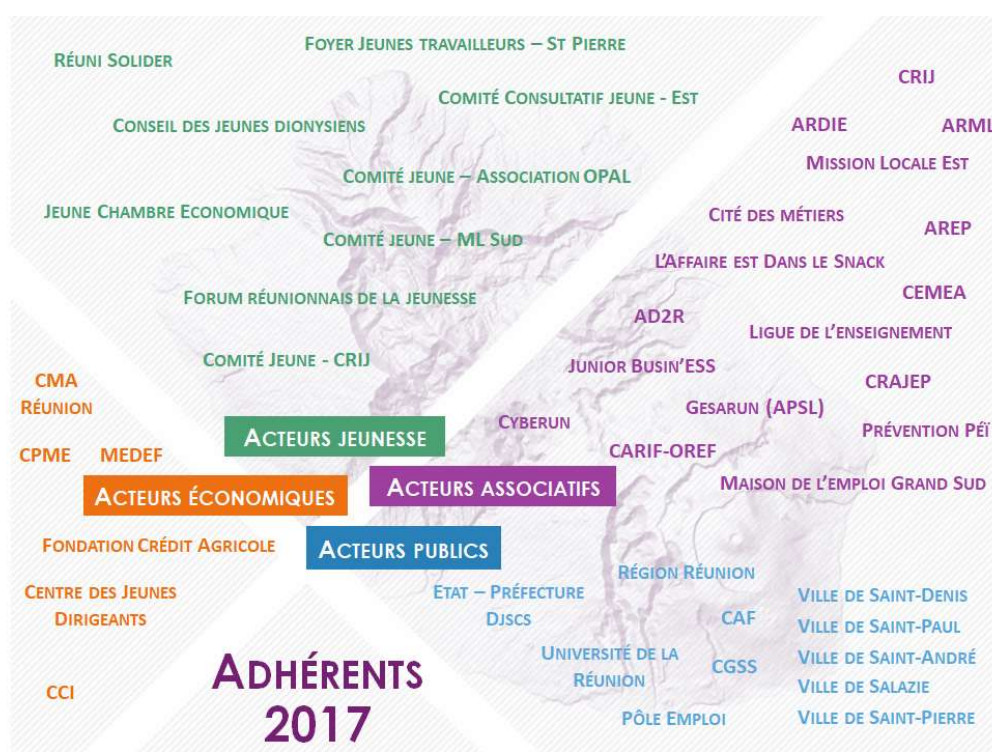 RÉUNI SOLIDER
FOYER JEUNES TRAVAILLEURS – ST PIERRE
COMITÉ CONSULTATIF JEUNE - EST
CONSEIL DES JEUNES DIONYSIENS
COMITÉ JEUNE – ASSOCIATION OPAL
JEUNE CHAMBRE ECONOMIQUE
COMITÉ JEUNE – ML SUD
FORUM RÉUNIONNAIS DE LA JEUNESSE
COMITÉ JEUNE - CRIJ
ACTEURS JEUNESSE
CRIJ
ARDIE
ARML
MISSION LOCALE EST
CITÉ DES MÉTIERS
AREP
L'AFFAIRE EST DANS LE SNACK
CEMEA
AD2R
LIGUE DE L'ENSEIGNEMENT
JUNIOR BUSIN'ESS
CRAJEP
GESARUN (APSL)
CYBERUN
PRÉVENTION PÉÏ
CARIF-OREF
MAISON DE L'EMPLOI GRAND SUD
ACTEURS ASSOCIATIFS
CMA
RÉUNION
CPME
MEDEF
ACTEURS ÉCONOMIQUES
FONDATION CRÉDIT AGRICOLE
CENTRE DES JEUNES
DIRIGEANTS
CCI
ACTEURS PUBLICS
RÉGION RÉUNION
ETAT – PRÉFECTURE
DJSCS
CAF
UNIVERSITÉ DE LA
RÉUNION
CGSS
PÔLE EMPLOI
VILLE DE SAINT-DENIS
VILLE DE SAINT-PAUL
VILLE DE SAINT-ANDRÉ
VILLE DE SALAZIE
VILLE DE SAINT-PIERRE
ADHÉRENTS
2017